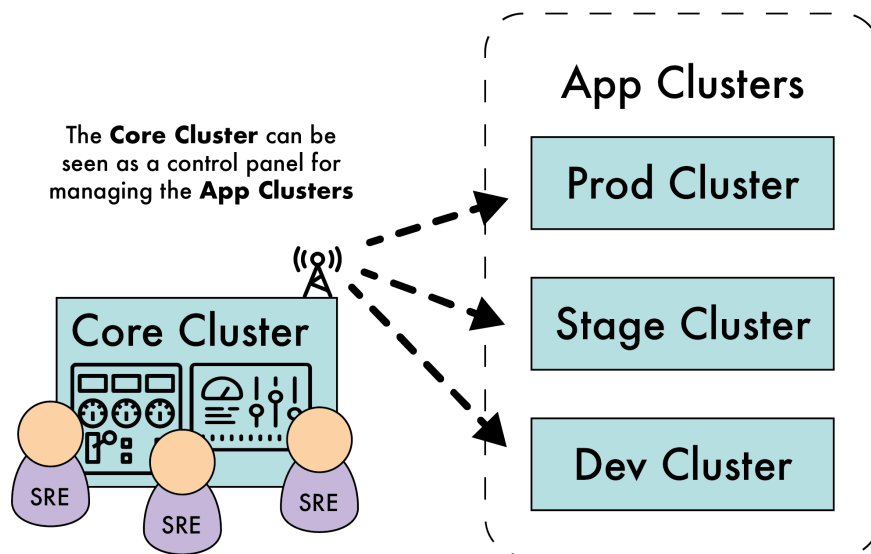 The Core Cluster can be
seen as a control panel for
managing the App Clusters
Core Cluster
SRE
SRE
SRE
App Clusters
Prod Cluster
Stage Cluster
Dev Cluster